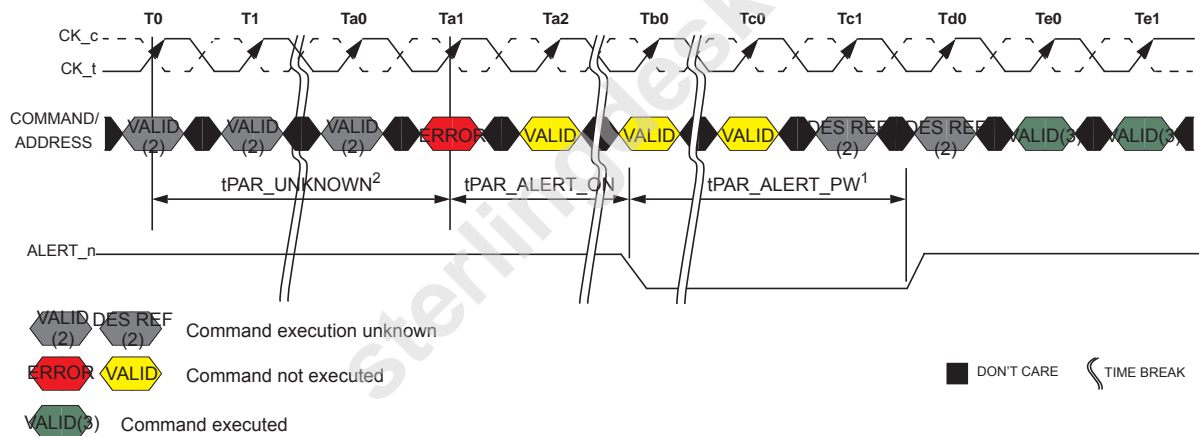 T0 T1 Ta0 Ta1 Ta2 Tb0 Tc0 Tc1 Td0 Te0 Te1
CK_c
CK_t
COMMAND/
ADDRESS
VALID (2) VALID (2) VALID (2) ERROR VALID VALID VALID DES REF (2) DES REF (2) VALID(3) VALID(3)
tPAR_UNKNOWN2 tPAR_ALERT_ON tPAR_ALERT_PW1
ALERT_n
VALID (2) DES REF (2) Command execution unknown
ERROR VALID Command not executed
DON'T CARE TIME BREAK
VALID(3) Command executed
sterlingdesk